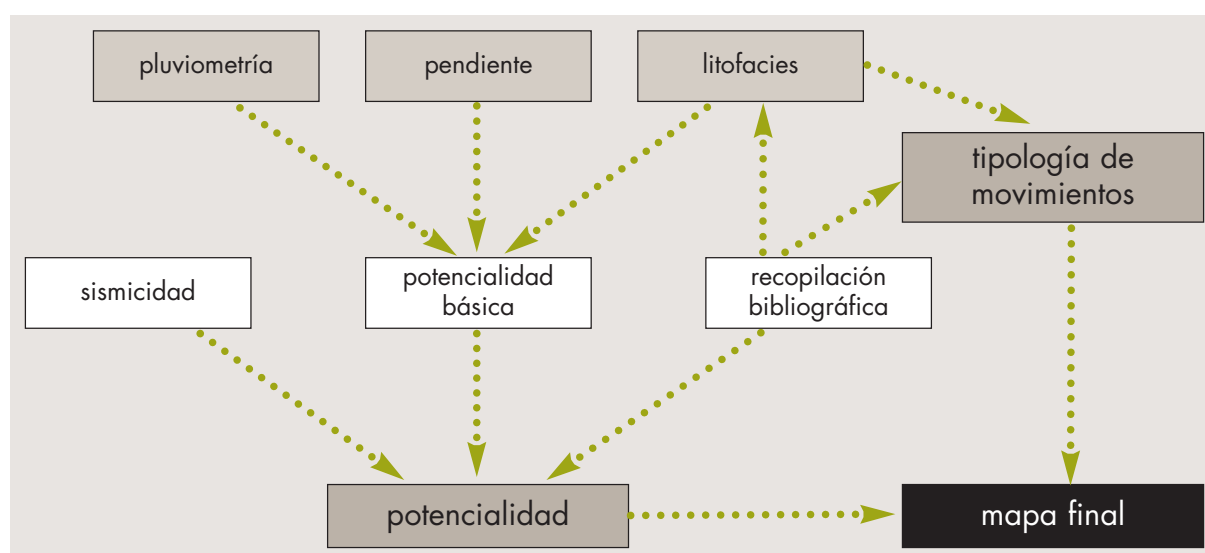 pluviometría
pendiente
litofacies
tipología de
movimientos
sismicidad
potencialidad
básica
recopilación
bibliográfica
potencialidad
mapa final